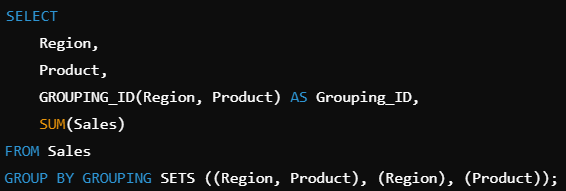 SELECT
    Region,
    Product,
    GROUPING_ID(Region, Product) AS Grouping_ID,
    SUM(Sales)
FROM Sales
GROUP BY GROUPING SETS ((Region, Product), (Region), (Product));